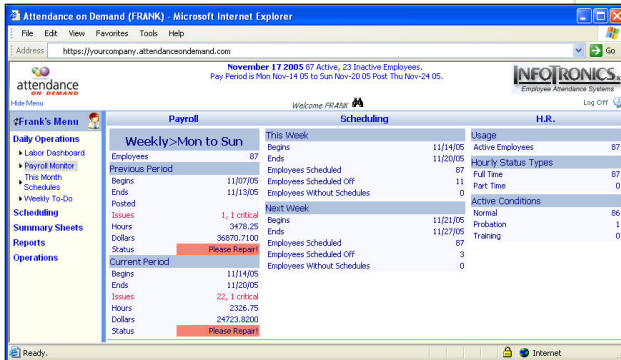 Attendance on Demand (FRANK) - Microsoft Internet Explorer
File Edit View Favorites Tools Help
Address https://yourcompany.attendanceondemand.com Go
November 17 2005 87 Active, 23 Inactive Employees.
Pay Period is Mon Nov-14 05 to Sun Nov-20 05 Post Thu Nov-24 05.
attendance
ON DEMAND
INFOTRONICS
Employee Attendance Systems
Hide Menu
Welcome FRANK
Log Off
Frank's Menu
Daily Operations
Labor Dashboard
Payroll Monitor
This Month
Schedules
Weekly To-Do
Scheduling
Summary Sheets
Reports
Operations
Payroll
Weekly>Mon to Sun
Employees 87
Previous Period
Begins 11/07/05
Ends 11/13/05
Posted
Issues 1, 1 critical
Hours 3478.25
Dollars 36870.7100
Status Please Repair!
Current Period
Begins 11/14/05
Ends 11/20/05
Issues 22, 1 critical
Hours 2326.75
Dollars 24723.8200
Status Please Repair!
Scheduling
This Week
Begins 11/14/05
Ends 11/20/05
Employees Scheduled 87
Employees Scheduled Off 11
Employees Without Schedules 0
Next Week
Begins 11/21/05
Ends 11/27/05
Employees Scheduled 87
Employees Scheduled Off 3
Employees Without Schedules 0
H.R.
Usage
Active Employees 87
Hourly Status Types
Full Time 87
Part Time 0
Active Conditions
Normal 86
Probation 1
Training 0
Ready.
Internet